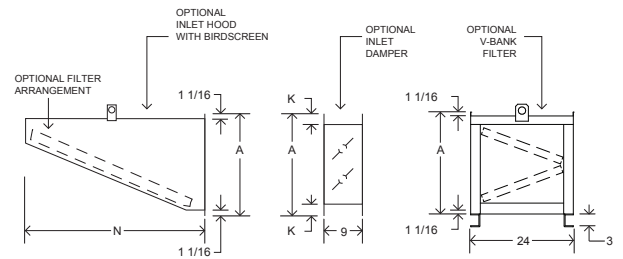 OPTIONAL
INLET HOOD
WITH BIRDSCREEN
OPTIONAL
INLET
DAMPER
OPTIONAL
V-BANK
FILTER
OPTIONAL FILTER
ARRANGEMENT
1 1/16
K
1 1/16
A
A
A
N
1 1/16
K
9
1 1/16
24
3